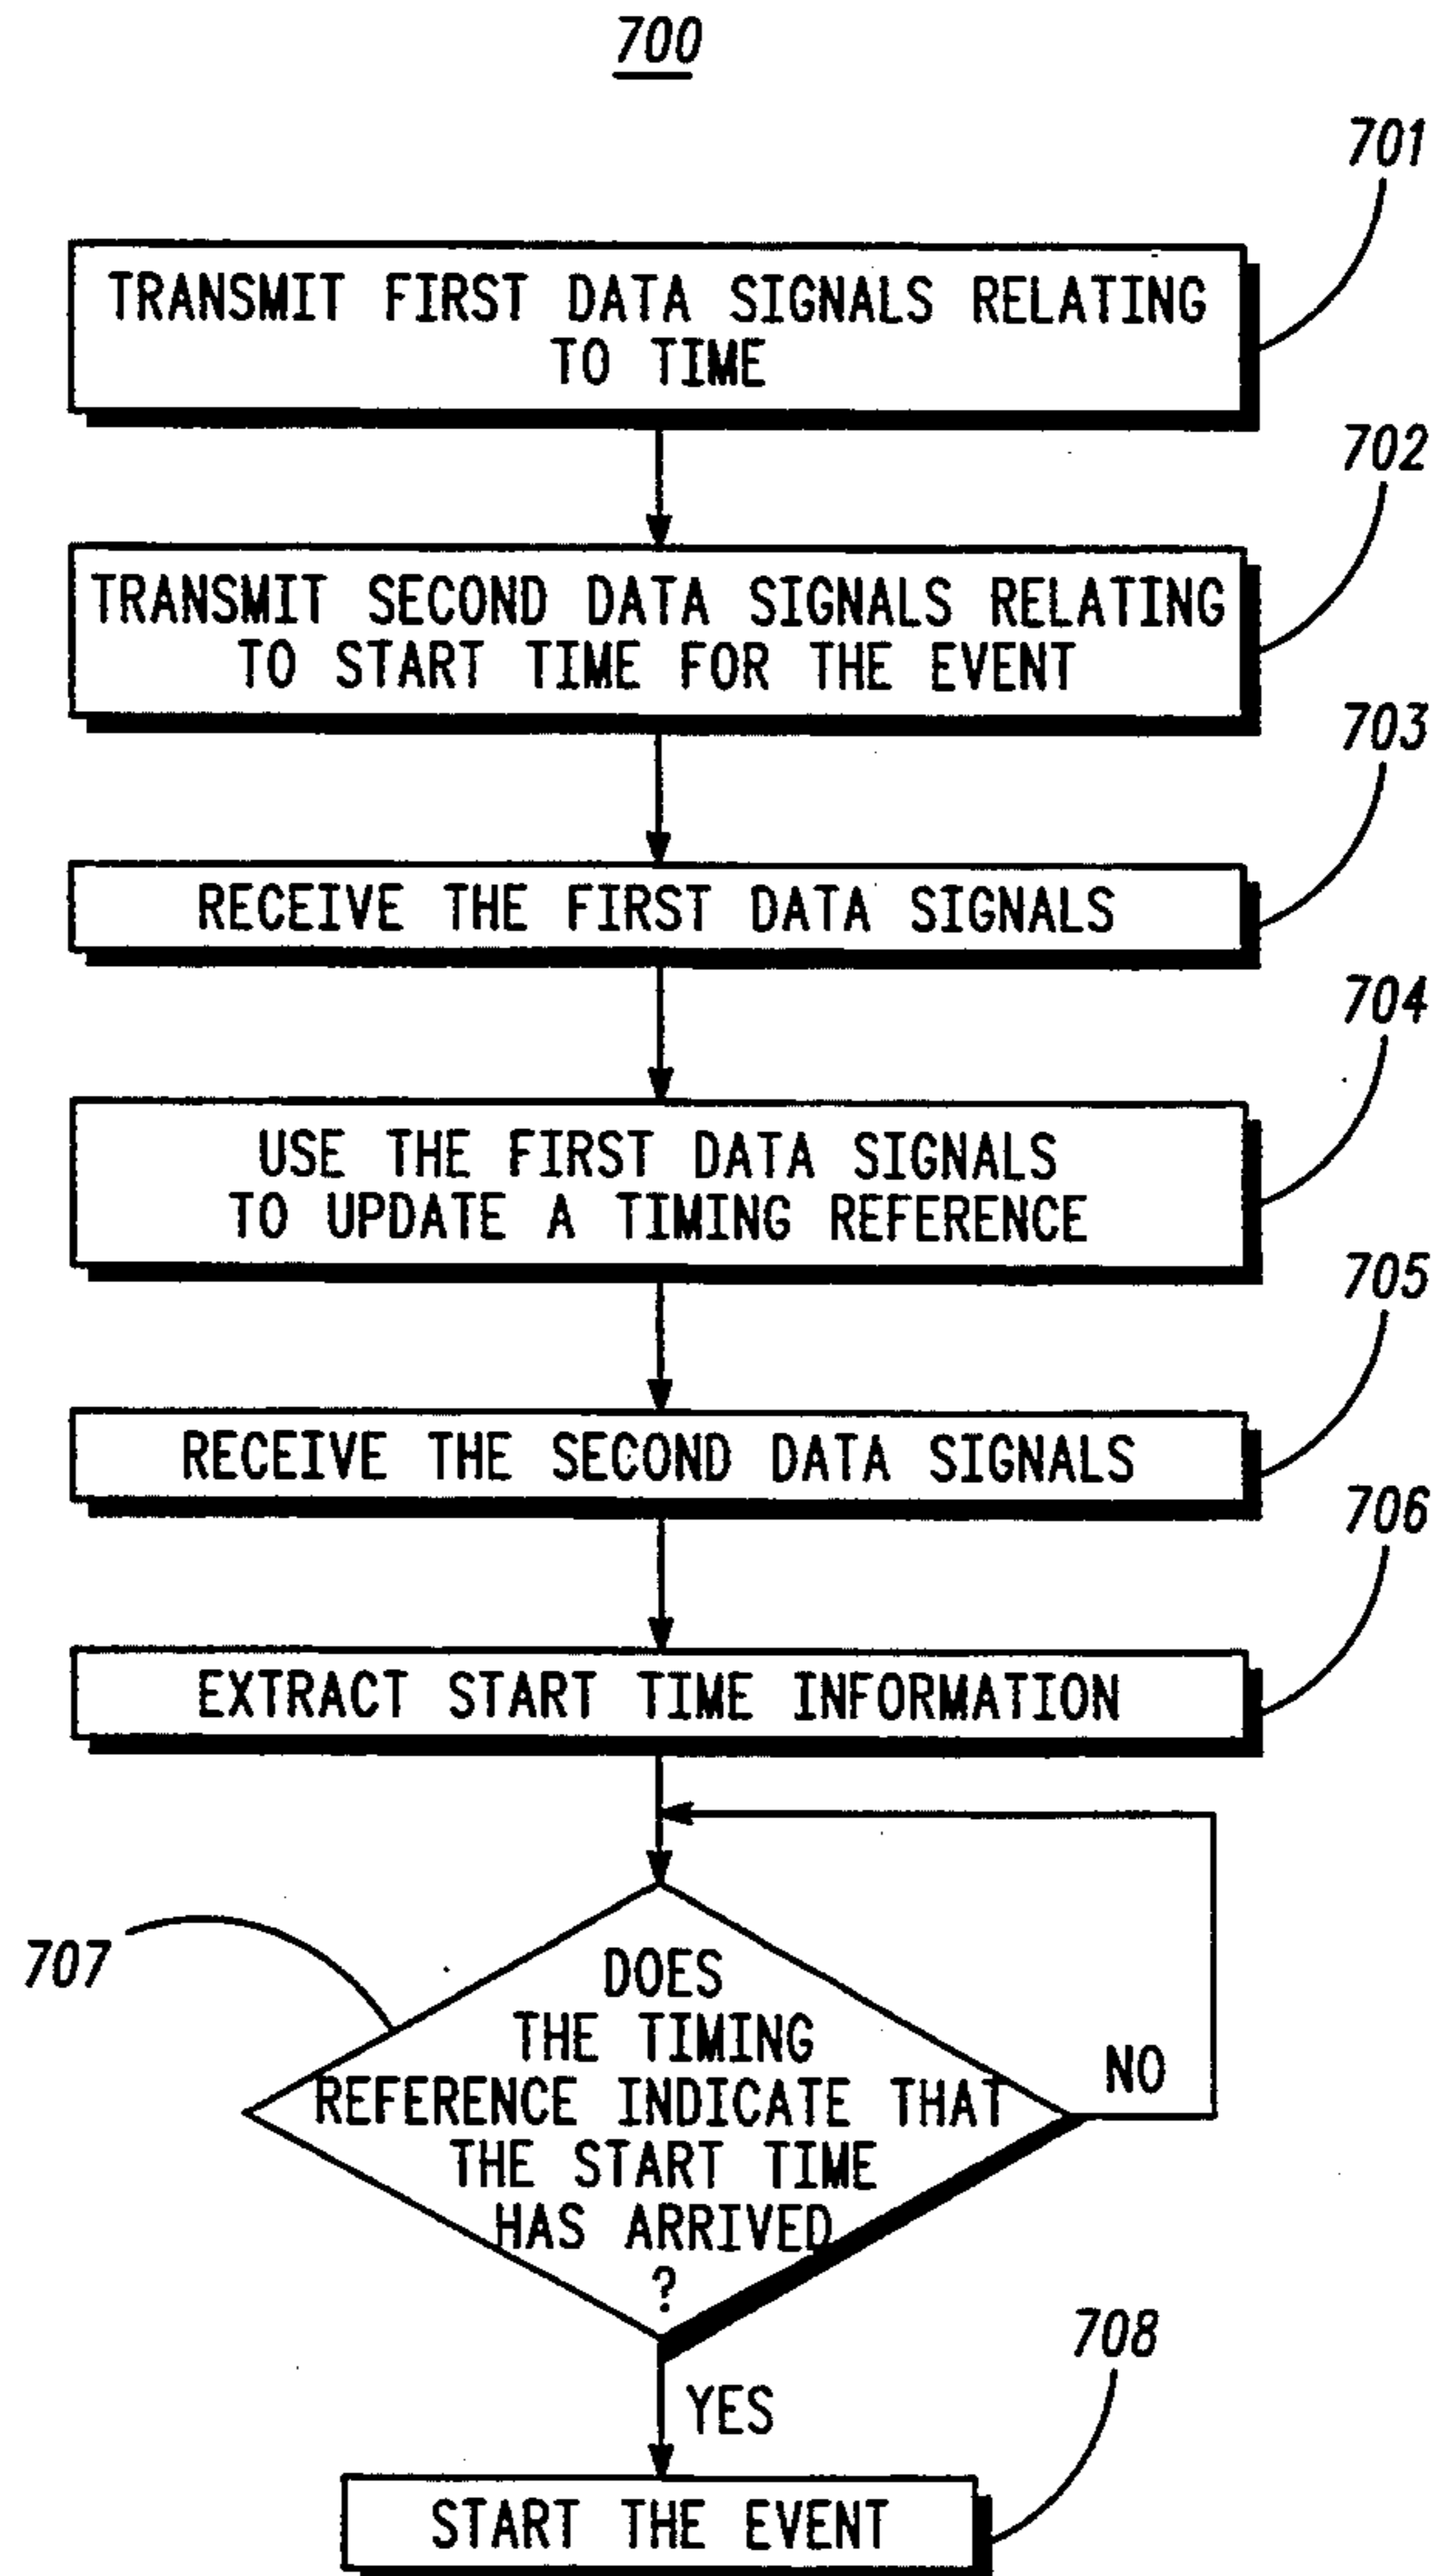 700
701
TRANSMIT FIRST DATA SIGNALS RELATING
TO TIME
702
TRANSMIT SECOND DATA SIGNALS RELATING
TO START TIME FOR THE EVENT
703
RECEIVE THE FIRST DATA SIGNALS
704
USE THE FIRST DATA SIGNALS
TO UPDATE A TIMING REFERENCE
705
RECEIVE THE SECOND DATA SIGNALS
706
EXTRACT START TIME INFORMATION
707
DOES
THE TIMING
REFERENCE INDICATE THAT
THE START TIME
HAS ARRIVED
?
NO
YES
708
START THE EVENT